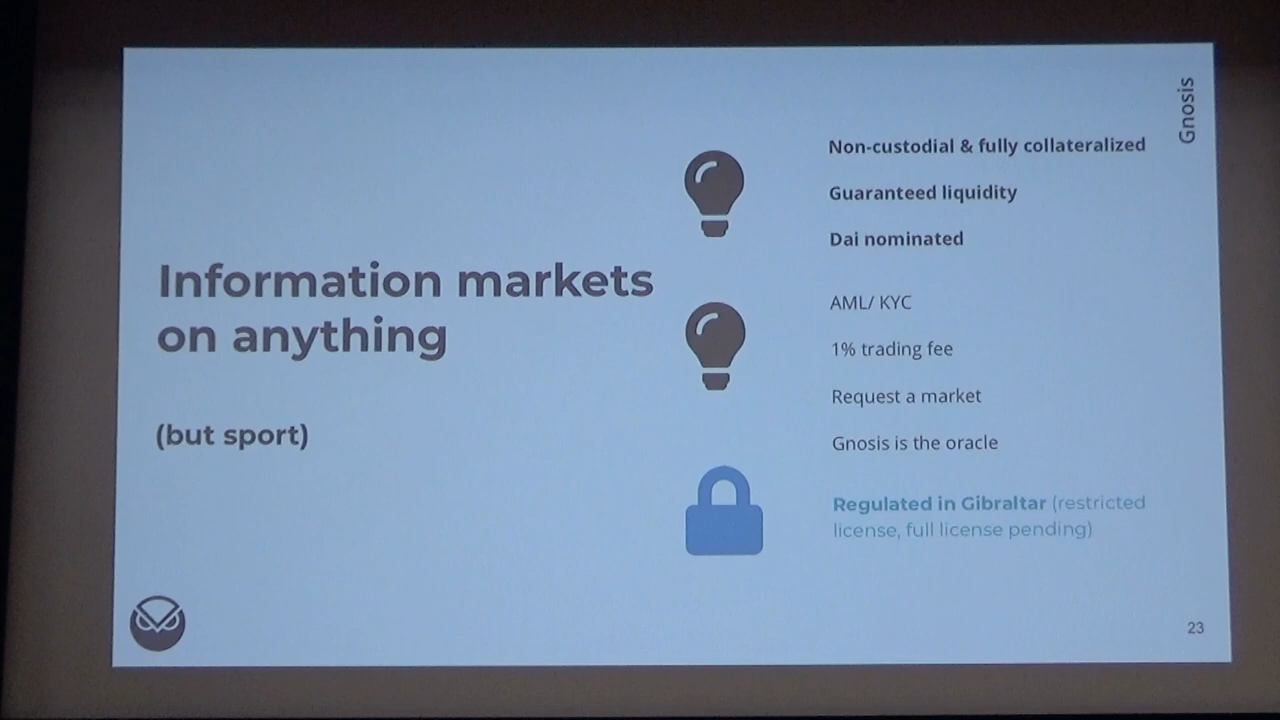 Gnosis
Information markets
on anything
(but sport)
Non-custodial & fully collateralized
Guaranteed liquidity
Dai nominated
AML/ KYC
1% trading fee
Request a market
Gnosis is the oracle
Regulated in Gibraltar (restricted
license, full license pending)
23